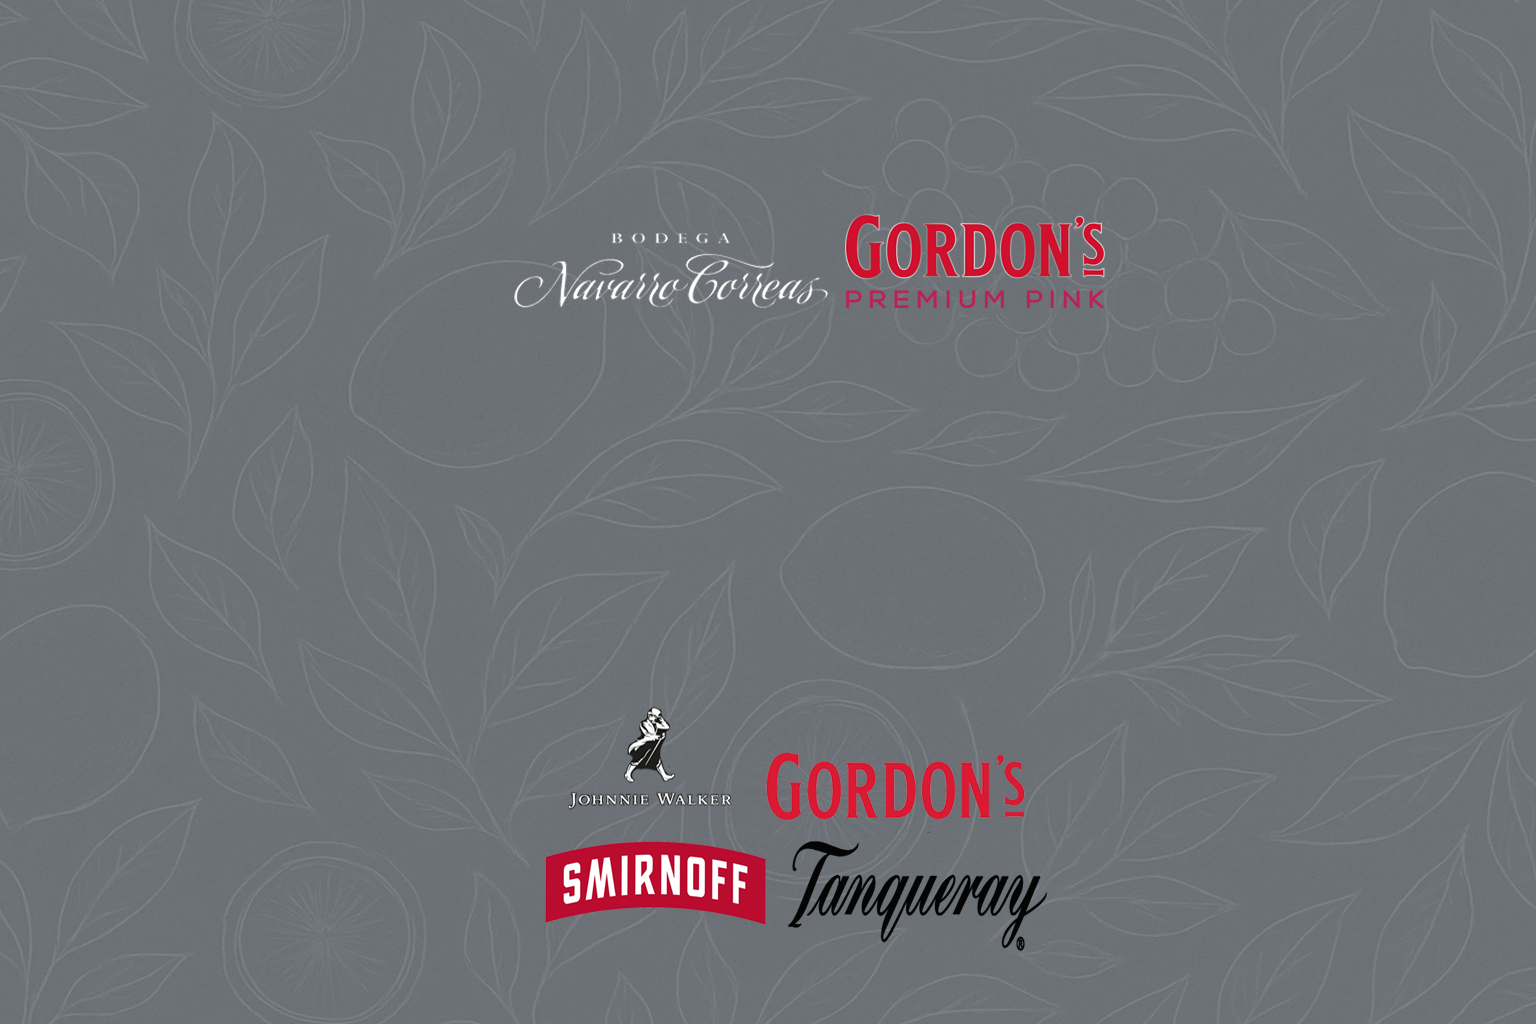 BODEGA
Navarro Correas
GORDON'S
PREMIUM PINK
JOHNNIE WALKER
GORDON'S
SMIRNOFF
Tanqueray®